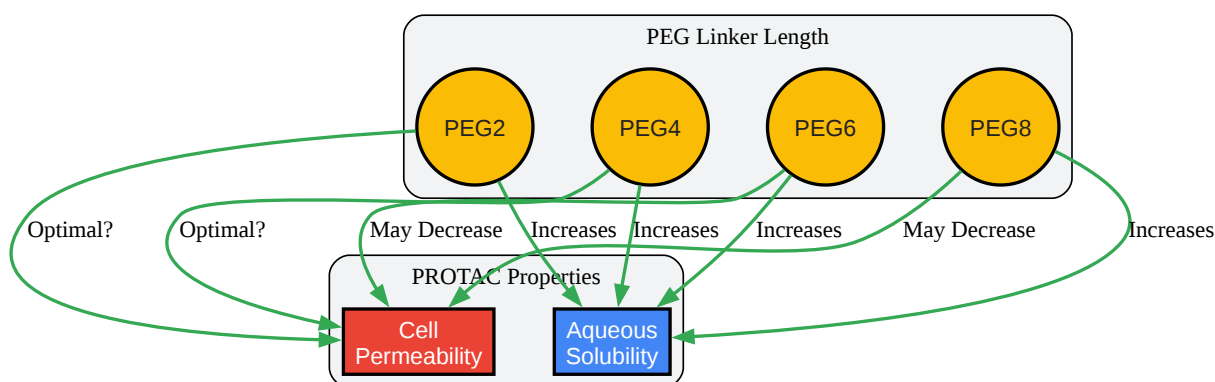 PEG Linker Length
PEG2
PEG4
PEG6
PEG8
Optimal?
Optimal?
May Decrease
Increases
Increases
Increases
May Decrease
Increases
PROTAC Properties
Cell
Permeability
Aqueous
Solubility